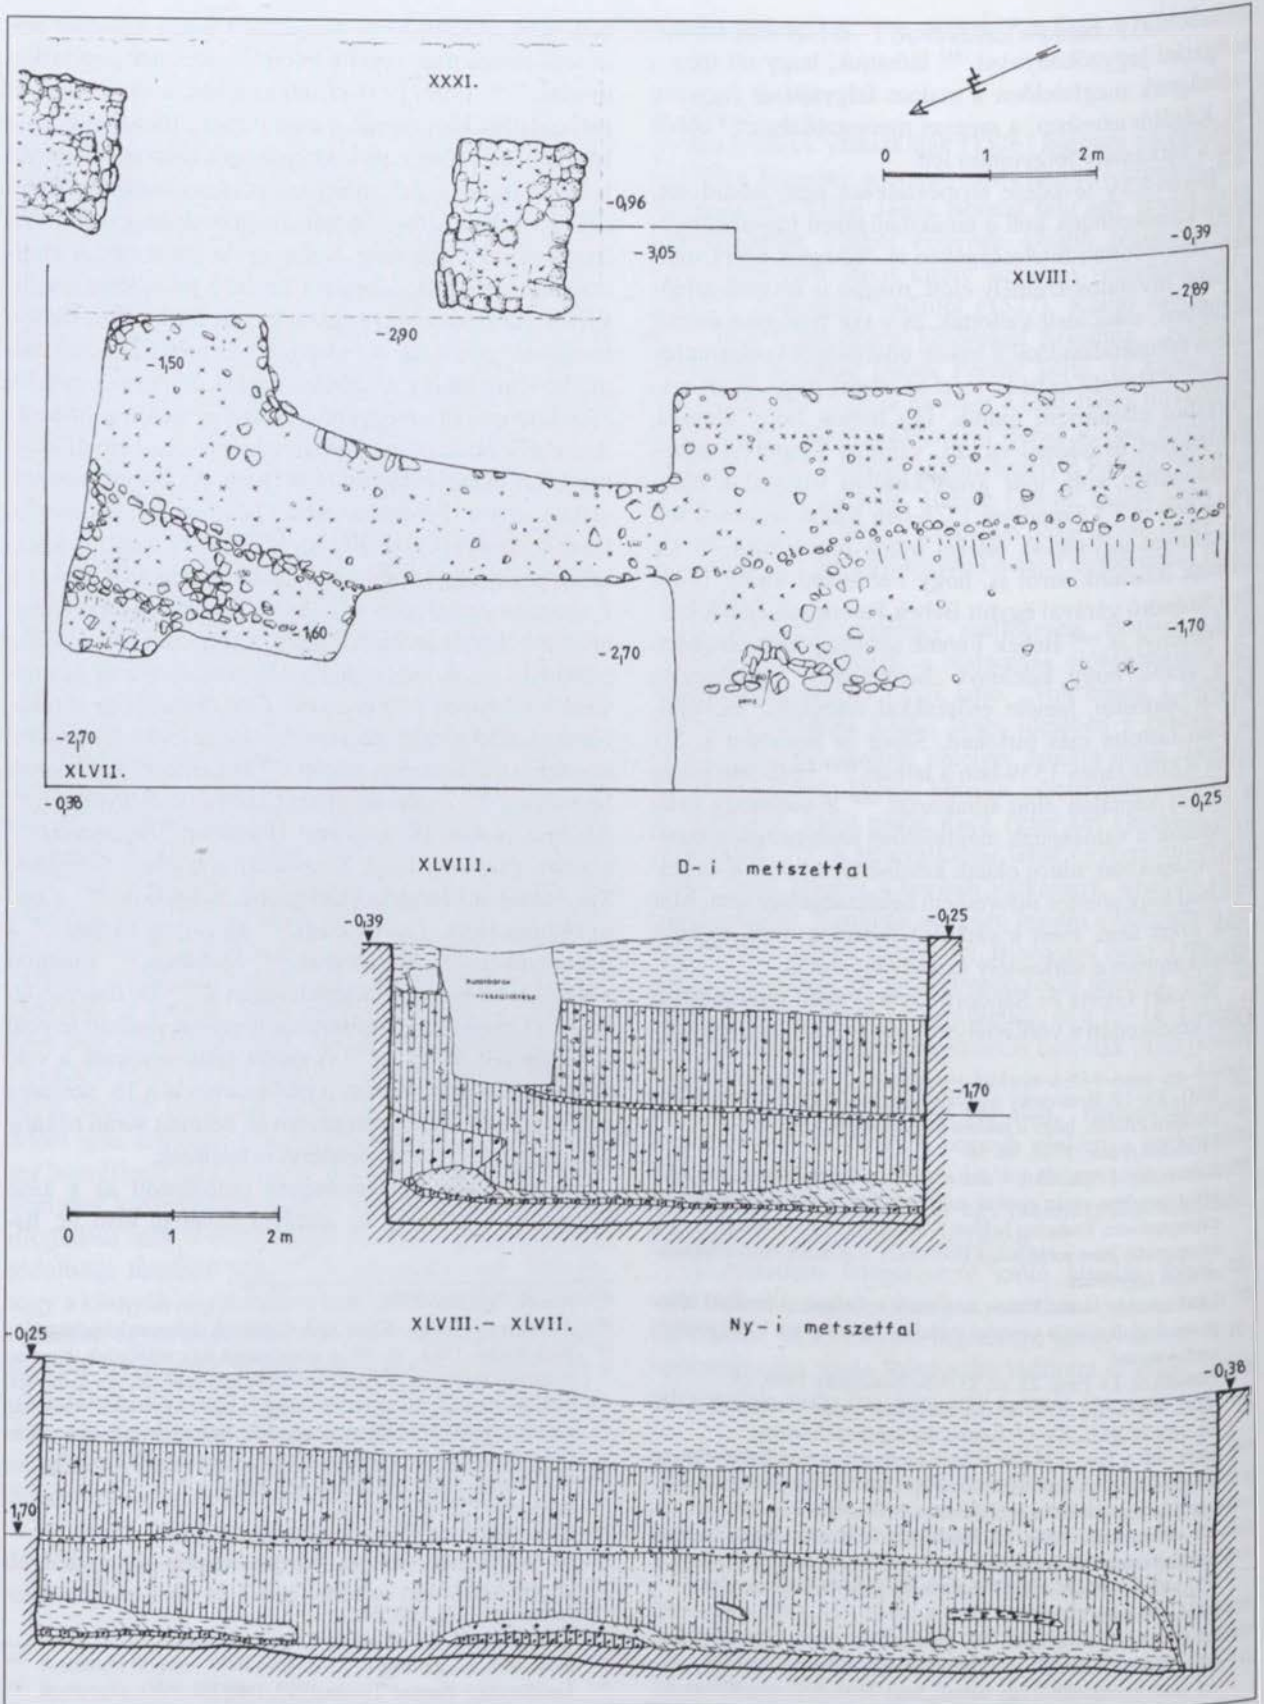 XXXI.
0 1 2 m
-0,96
-3,05
-0,39
XLVIII.
-2,89
-2,90
-1,50
1,60
-2,70
-1,70
pénz
-2,70
XLVII.
-0,38
-0,25
XLVIII. D-i metszetfal
-0,39
-0,25
-1,70
0 1 2 m
XLVIII.- XLVII. Ny-i metszetfal
-0,25
-0,38
1,70